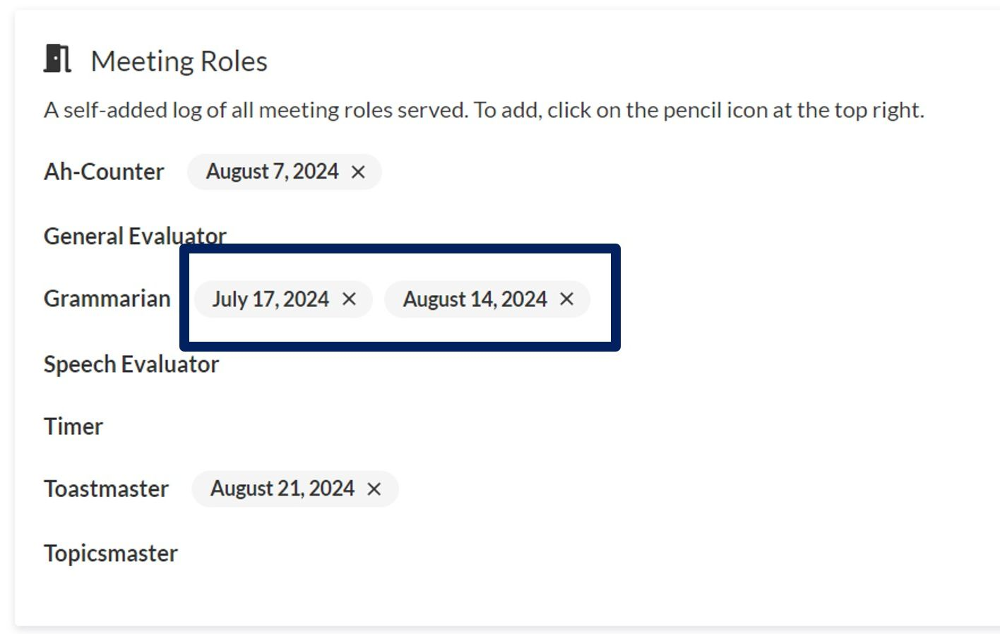 Meeting Roles
A self-added log of all meeting roles served. To add, click on the pencil icon at the top right.
Ah-Counter August 7, 2024 ×
General Evaluator
Grammarian July 17, 2024 × August 14, 2024 ×
Speech Evaluator
Timer
Toastmaster August 21, 2024 ×
Topicsmaster